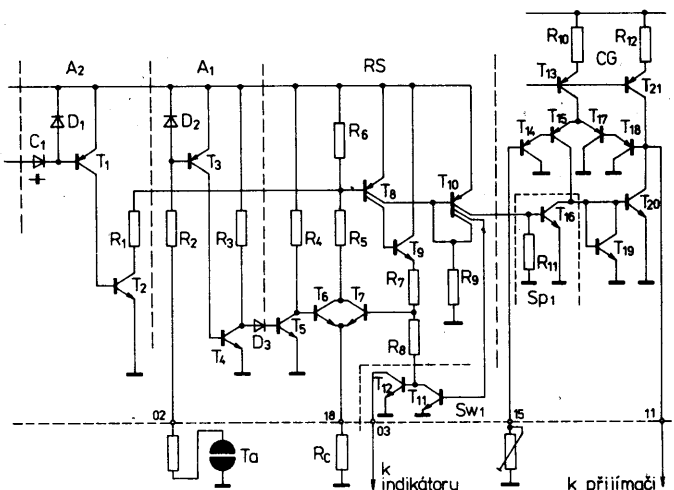 A2
A1
RS
R10
R12
CG
D1
C1
+
T1
R1
T2
D2
T3
R2
R3
T4
D3
R4
T5
R6
R5
T6
T7
T8
T9
R7
R8
T10
R9
T12
T11
Sw1
T13
T21
T14
T15
T17
T18
T16
R11
Sp1
T19
T20
02
18
03
15
11
Ta
RC
k
indikátoru
k přijímači